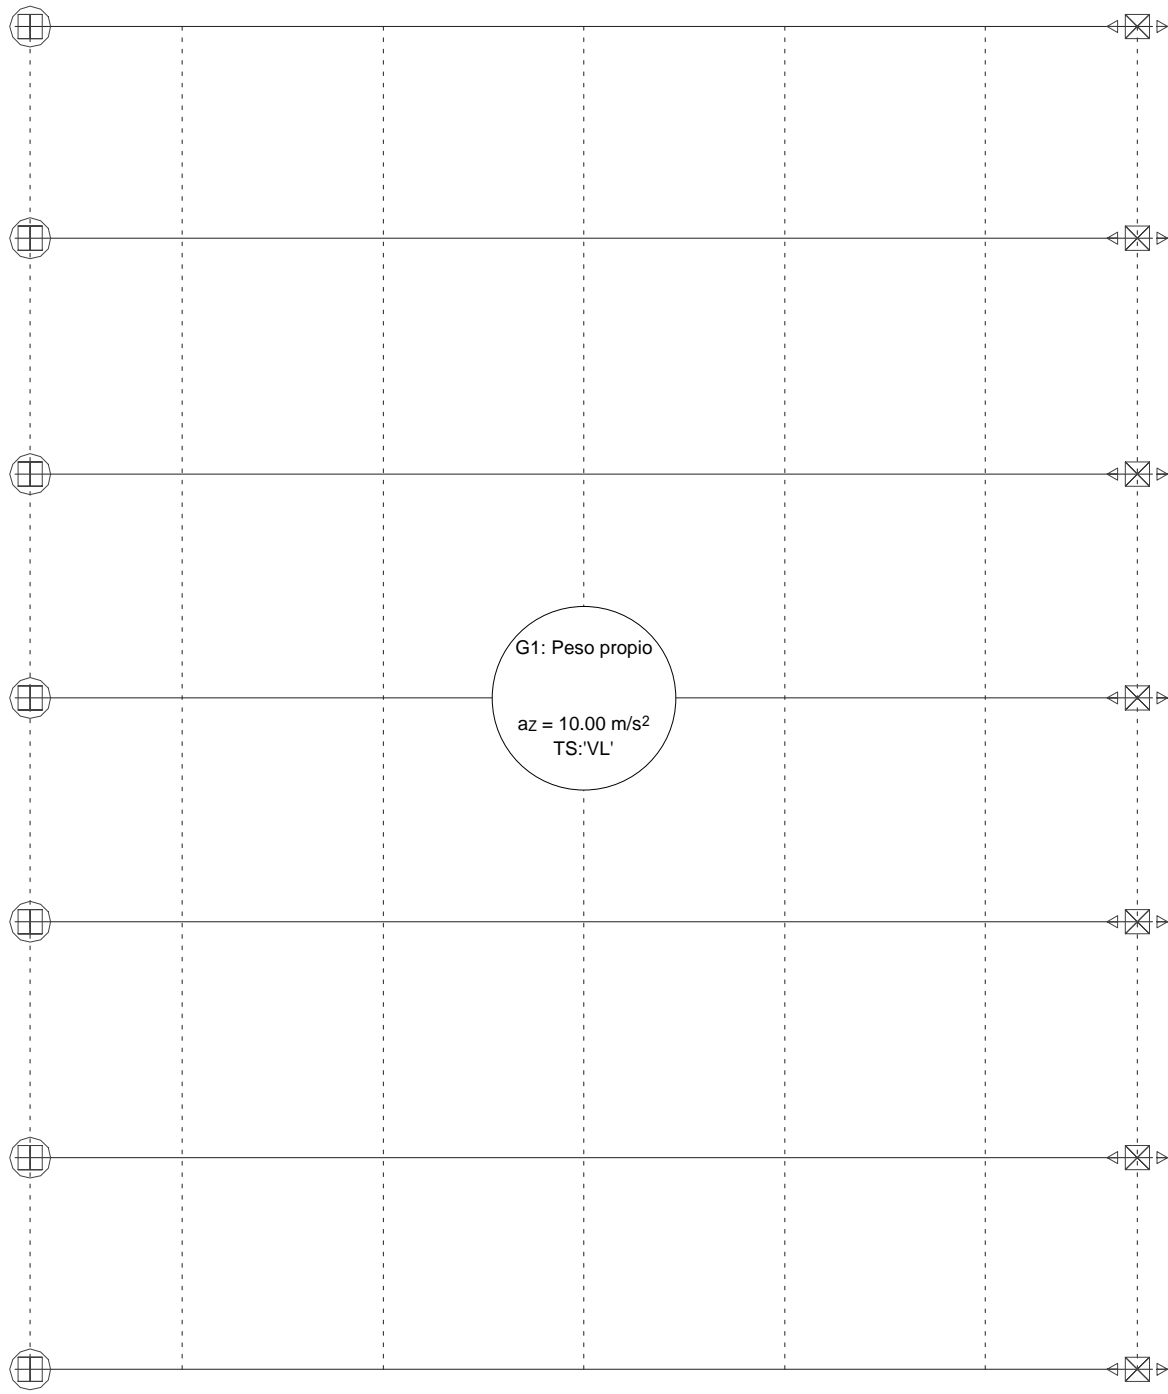 G1: Peso propio
az = 10.00 m/s²
TS:'VL'